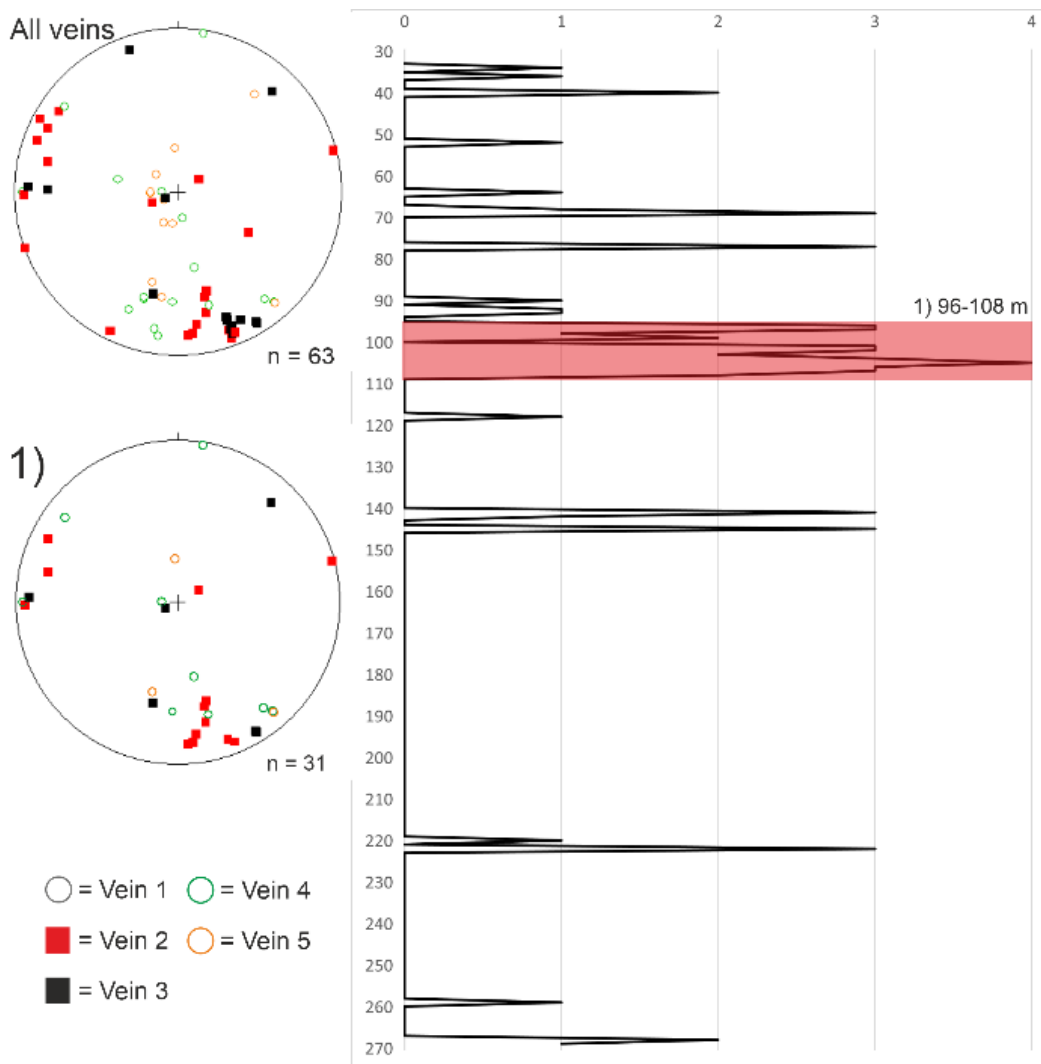 All veins
n = 63
1)
n = 31
○ = Vein 1
○ = Vein 4
■ = Vein 2
○ = Vein 5
■ = Vein 3
0 1 2 3 4
30
40
50
60
70
80
90
1) 96-108 m
100
110
120
130
140
150
160
170
180
190
200
210
220
230
240
250
260
270